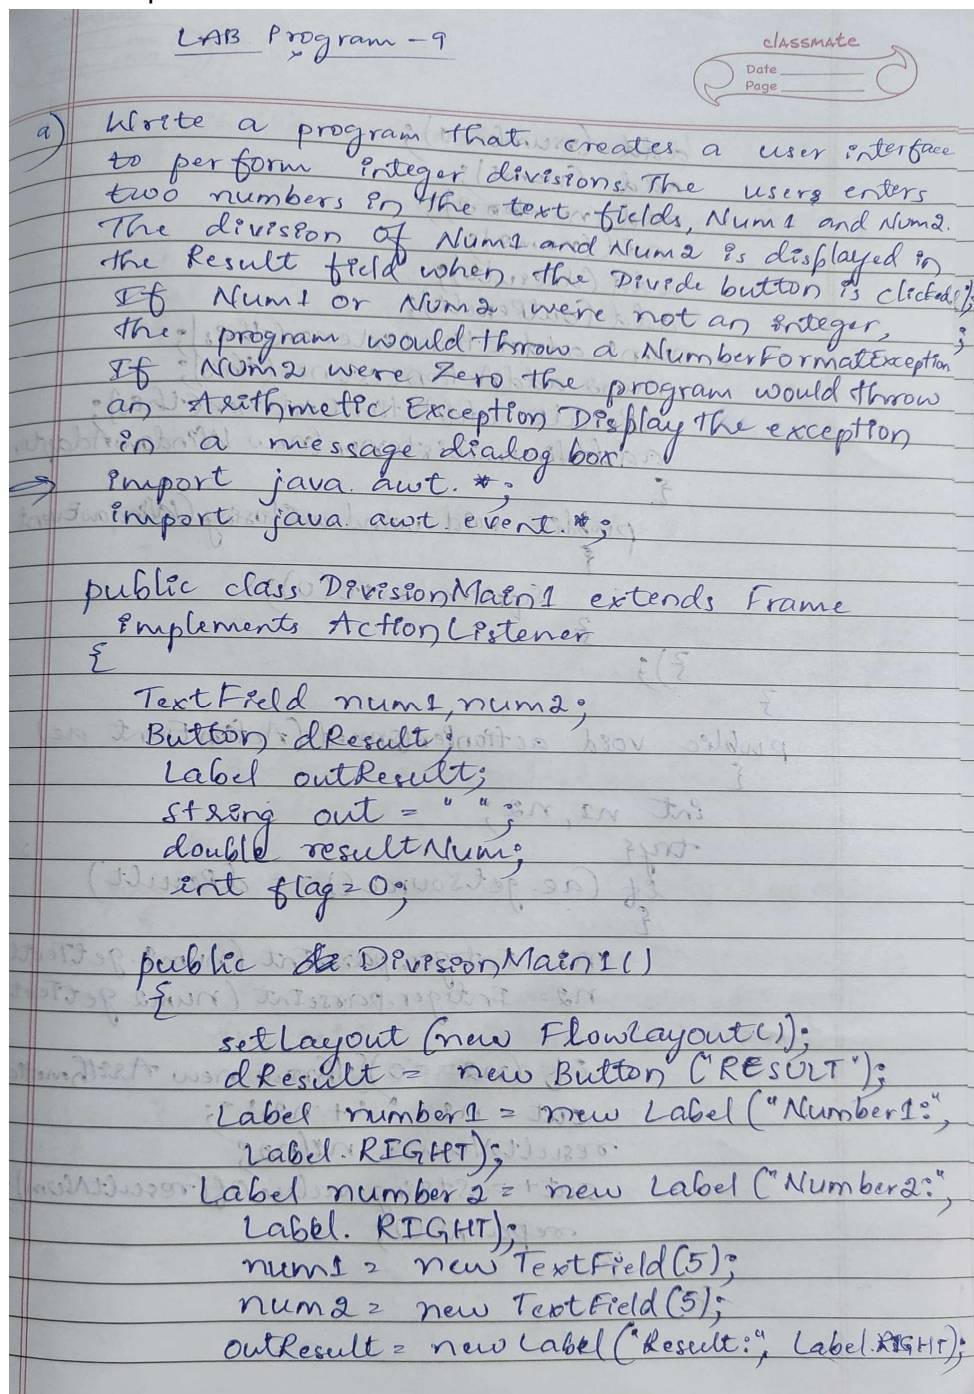 LAB Program - 9
classmate
Date
Page
a) Write a program that creates a user interface
to perform integer divisions. The users enters
two numbers in the text fields, Num1 and Num2.
The division of Num1 and Num2 is displayed in
the Result field when the Divide button is clicked.
If Num1 or Num2 were not an integer,
the program would throw a NumberFormatException
If Num2 were Zero the program would throw
an Arithmetic Exception Display the exception
in a message dialog box
⇒ import java.awt.*;
import java.awt.event.*;
public class DivisionMain1 extends Frame
implements ActionListener
{
TextField num1,num2;
Button dResult;
Label outResult;
string out = " ";
double resultNum;
int flag=0;
public DivisionMain1()
{
setLayout (new FlowLayout());
dResult = new Button ("RESULT");
Label number1 = new Label ("Number1:",
Label.RIGHT);
Label number2 = new Label ("Number2:",
Label. RIGHT);
num1 = new TextField(5);
num2 = new TextField(5);
outResult = new Label ("Result:", Label.RIGHT);